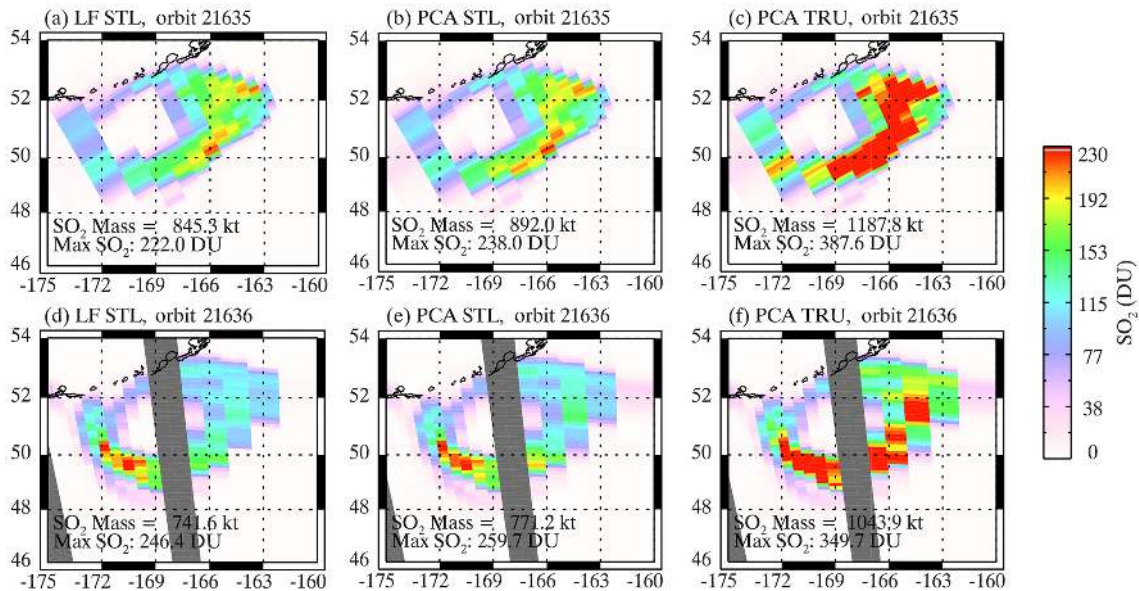 (a) LF STL, orbit 21635
(b) PCA STL, orbit 21635
(c) PCA TRU, orbit 21635
54
52
50
48
46
SO₂ Mass = 845.3 kt
Max SO₂: 222.0 DU
SO₂ Mass = 892.0 kt
Max SO₂: 238.0 DU
SO₂ Mass = 1187.8 kt
Max SO₂: 387.6 DU
-175 -172 -169 -166 -163 -160
-175 -172 -169 -166 -163 -160
-175 -172 -169 -166 -163 -160
(d) LF STL, orbit 21636
(e) PCA STL, orbit 21636
(f) PCA TRU, orbit 21636
54
52
50
48
46
SO₂ Mass = 741.6 kt
Max SO₂: 246.4 DU
SO₂ Mass = 771.2 kt
Max SO₂: 259.7 DU
SO₂ Mass = 1043.9 kt
Max SO₂: 349.7 DU
-175 -172 -169 -166 -163 -160
-175 -172 -169 -166 -163 -160
-175 -172 -169 -166 -163 -160
230
192
153
115
77
38
0
SO₂ (DU)